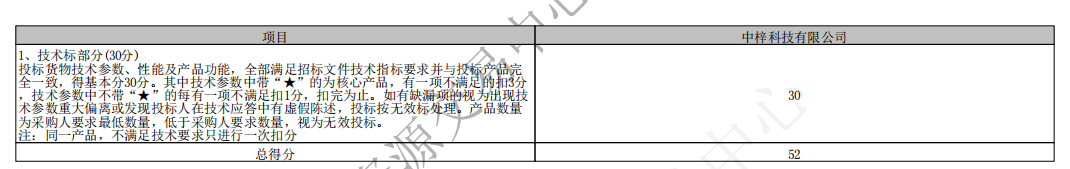 项目
中梓科技有限公司
1、技术标部分(30分)
投标货物技术参数、性能及产品功能，全部满足招标文件技术指标要求并与投标产品完
全一致，得基本分30分。其中技术参数中带“★”的为核心产品，有一项不满足的扣3分
，技术参数中不带“★”的每有一项不满足扣1分，扣完为止。如有缺漏项的视为出现技
术参数重大偏离或发现投标人在技术应答中有虚假陈述，投标按无效标处理。产品数量
为采购人要求最低数量，低于采购人要求数量，视为无效投标。
注：同一产品，不满足技术要求只进行一次扣分
30
总得分
52
资源交易中心
中心